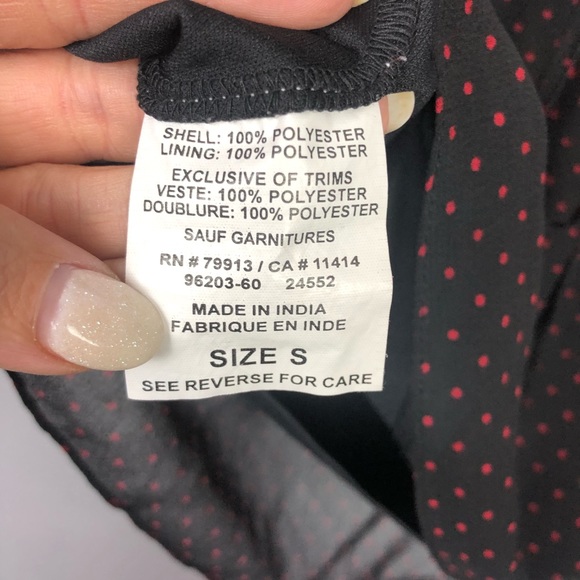 SHELL: 100% POLYESTER
LINING: 100% POLYESTER
EXCLUSIVE OF TRIMS
VESTE: 100% POLYESTER
DOUBLURE: 100% POLYESTER
SAUF GARNITURES
RN # 79913 / CA # 11414
96203-60 24552
MADE IN INDIA
FABRIQUE EN INDE
SIZE S
SEE REVERSE FOR CARE